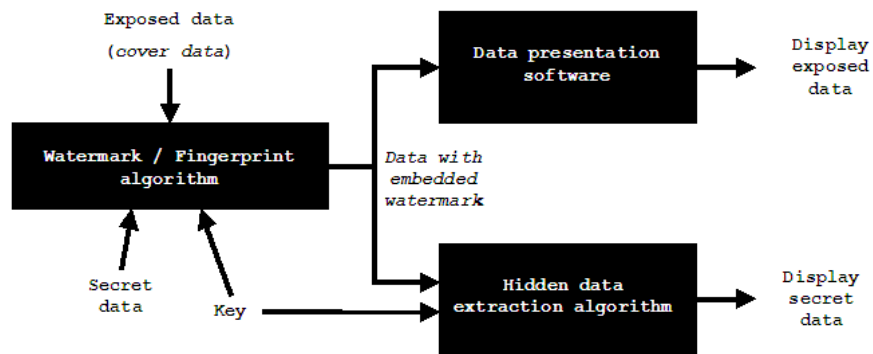 Exposed data
(cover data)
Data presentation
software
Display
exposed
data
Watermark / Fingerprint
algorithm
Data with
embedded
watermark
Secret
data
Key
Hidden data
extraction algorithm
Display
secret
data